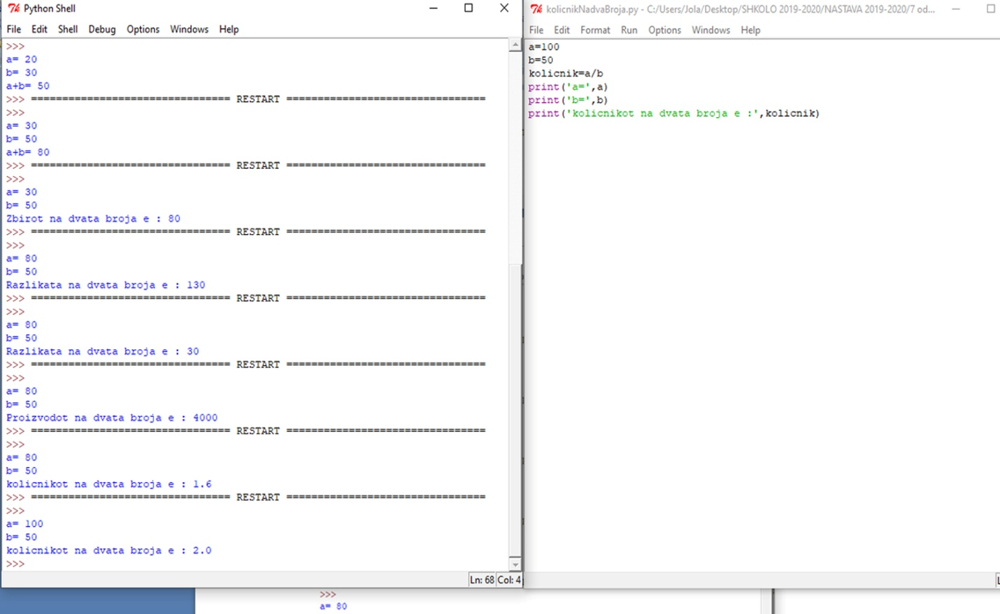 Python Shell
File Edit Shell Debug Options Windows Help
>>>
a= 20
b= 30
a+b= 50
>>> ================================ RESTART ================================
>>>
a= 30
b= 50
a+b= 80
>>> ================================ RESTART ================================
>>>
a= 30
b= 50
Zbirot na dvata broja e : 80
>>> ================================ RESTART ================================
>>>
a= 80
b= 50
Razlikata na dvata broja e : 130
>>> ================================ RESTART ================================
>>>
a= 80
b= 50
Razlikata na dvata broja e : 30
>>> ================================ RESTART ================================
>>>
a= 80
b= 50
Proizvodot na dvata broja e : 4000
>>> ================================ RESTART ================================
>>>
a= 80
b= 50
kolicnikot na dvata broja e : 1.6
>>> ================================ RESTART ================================
>>>
a= 100
b= 50
kolicnikot na dvata broja e : 2.0
>>>
Ln: 68 Col: 4
kolicnikNadvaBroja.py - C:/Users/Jola/Desktop/SHKOLO 2019-2020/NASTAVA 2019-2020/7 od...
File Edit Format Run Options Windows Help
a=100
b=50
kolicnik=a/b
print('a=',a)
print('b=',b)
print('kolicnikot na dvata broja e :',kolicnik)
>>>
a= 80